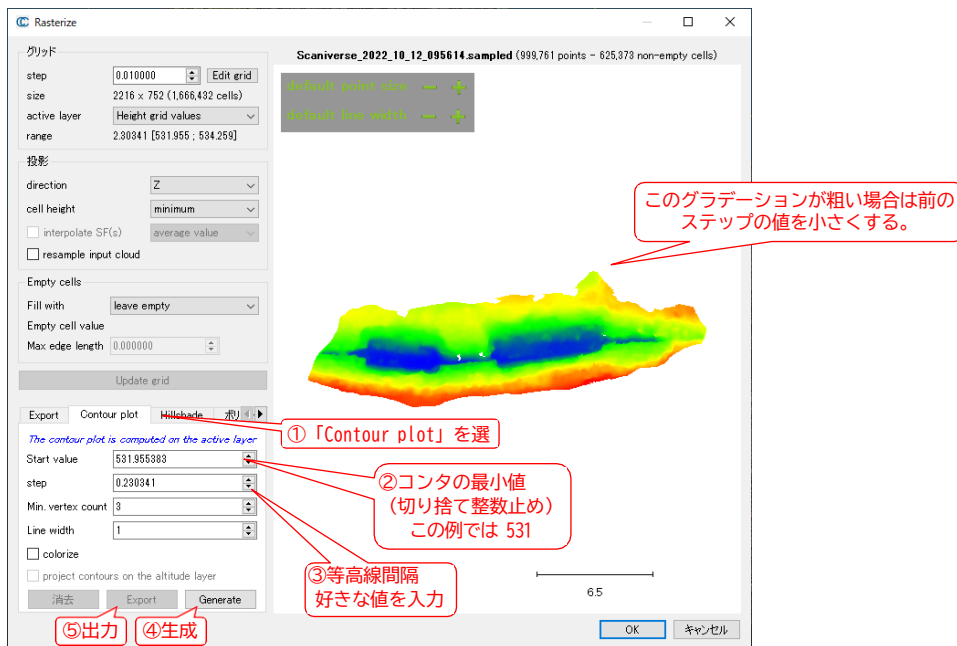 Rasterize
グリッド
step 0.010000 Edit grid
size 2216 x 752 (1,666,432 cells)
active layer Height grid values
range 2.30341 [531.955 ; 534.259]
投影
direction Z
cell height minimum
interpolate SF(s) average value
resample input cloud
Empty cells
Fill with leave empty
Empty cell value
Max edge length 0.000000
Update grid
Export Contour plot Hillshade ポリ
The contour plot is computed on the active layer
Start value 531.955383
step 0.230341
Min. vertex count 3
Line width 1
colorize
project contours on the altitude layer
消去 Export Generate
Scaniverse_2022_10_12_095614.sampled (999,761 points - 625,373 non-empty cells)
default point size
default line width
このグラデーションが粗い場合は前の
ステップの値を小さくする。
①「Contour plot」を選
②コンタの最小値
（切り捨て整数止め）
この例では 531
③等高線間隔
好きな値を入力
⑤出力
④生成
6.5
OK キャンセル